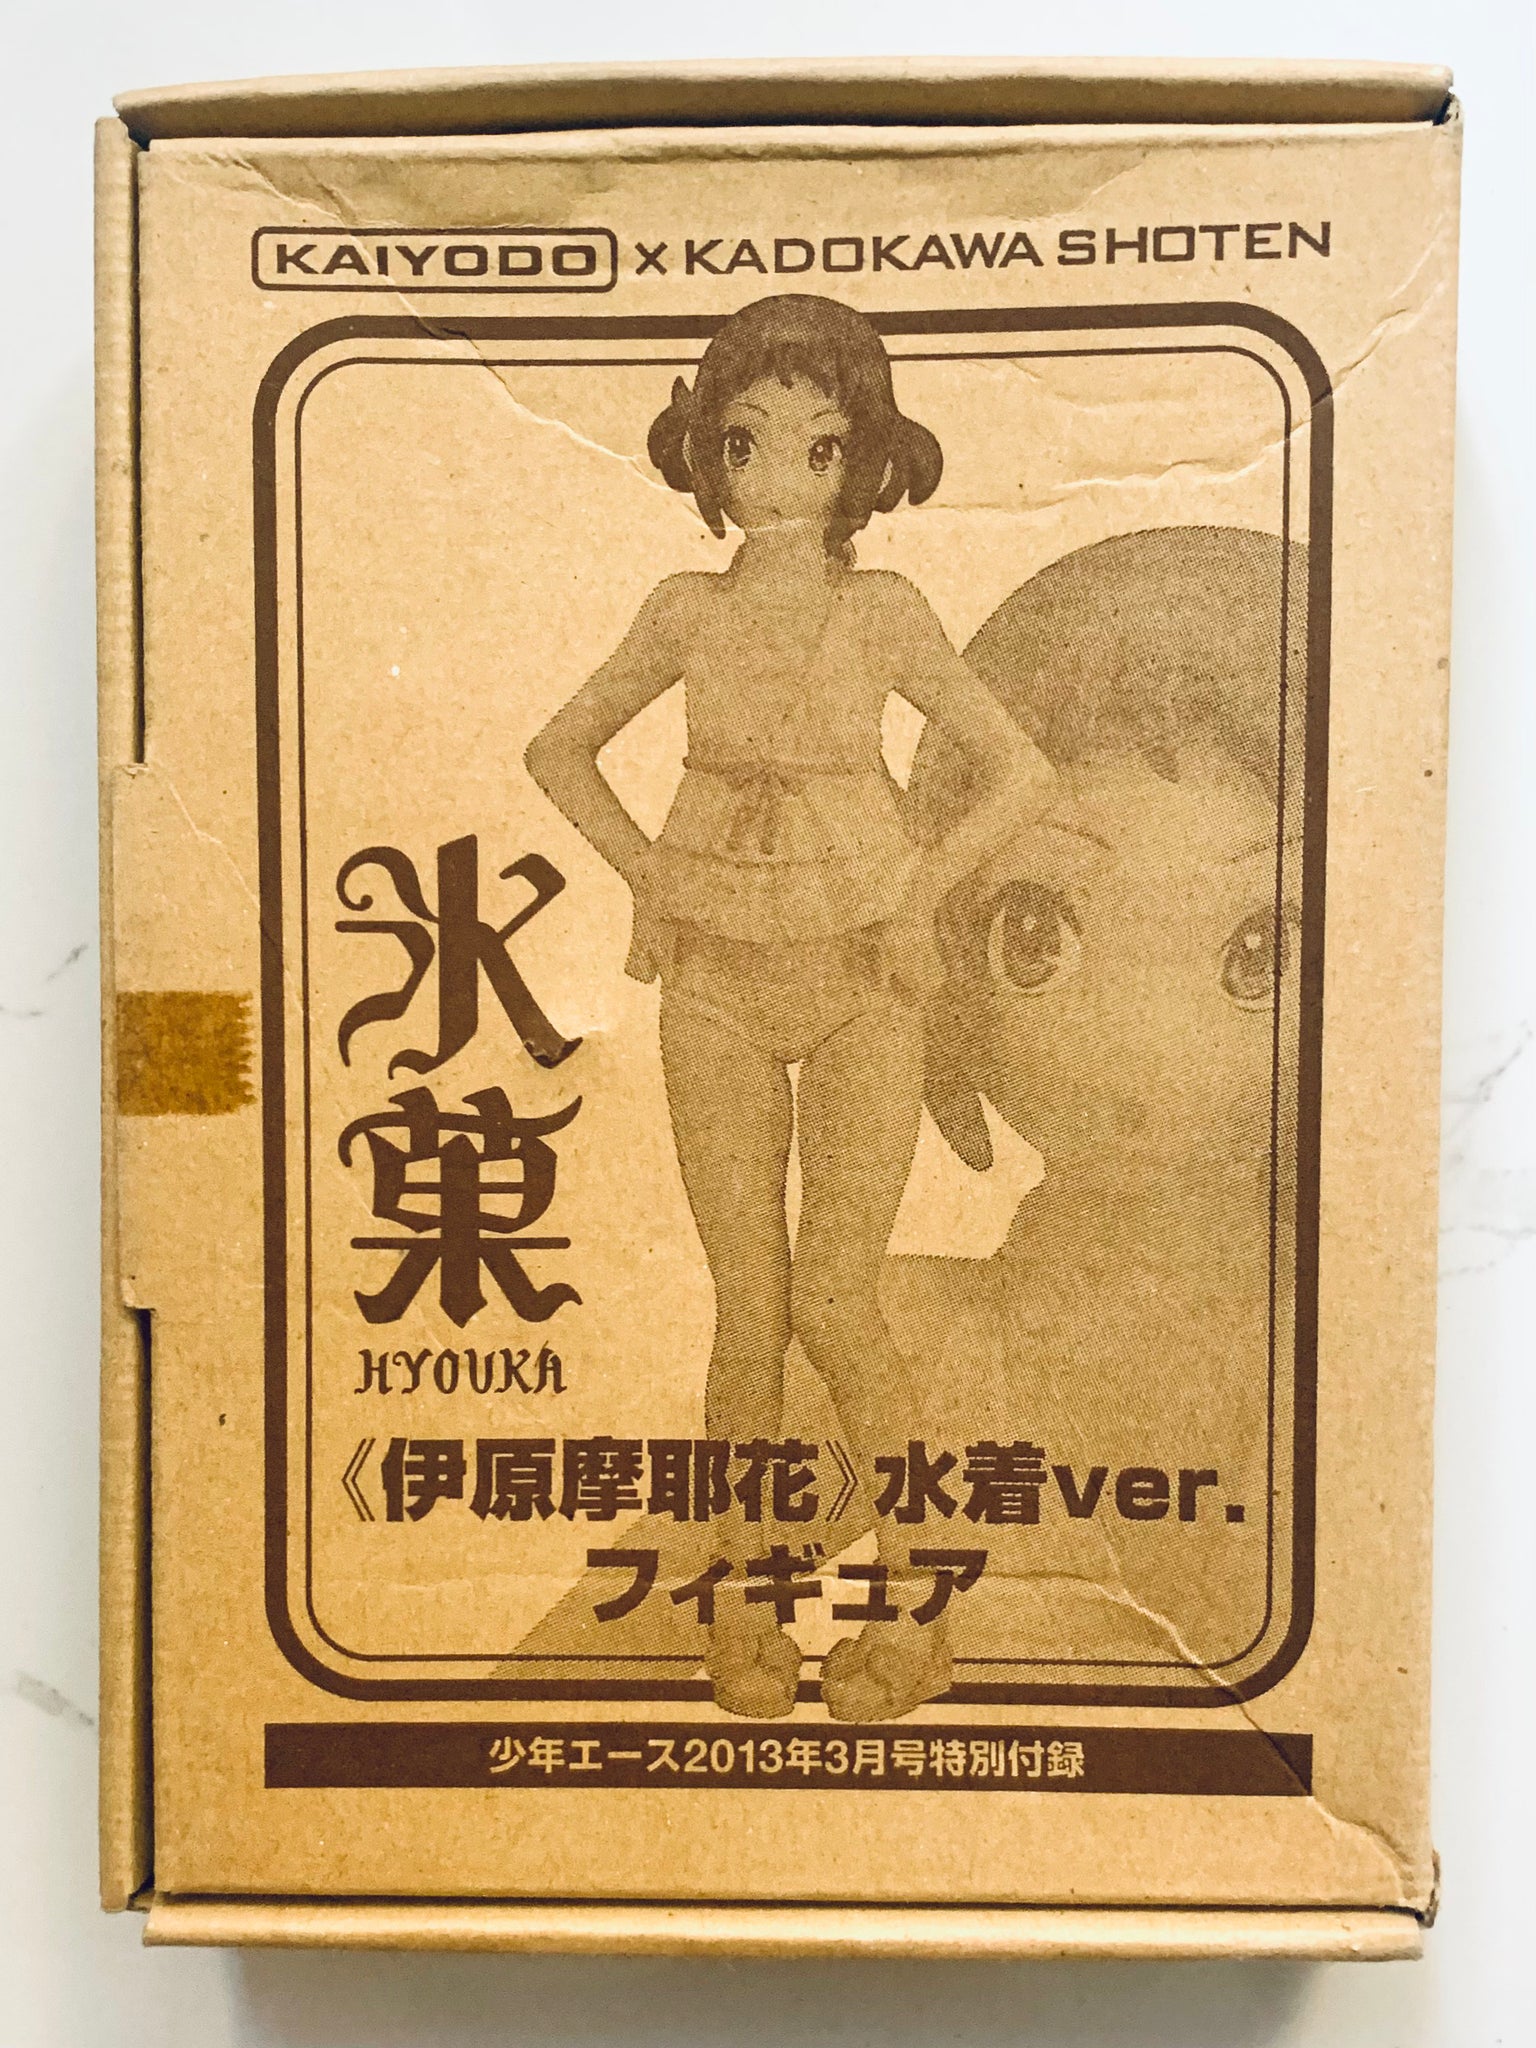 KAIYODO × KADOKAWA SHOTEN
氷菓
HYOUKA
《伊原摩耶花》水着ver.
フィギュア
少年エース2013年3月号特別付録